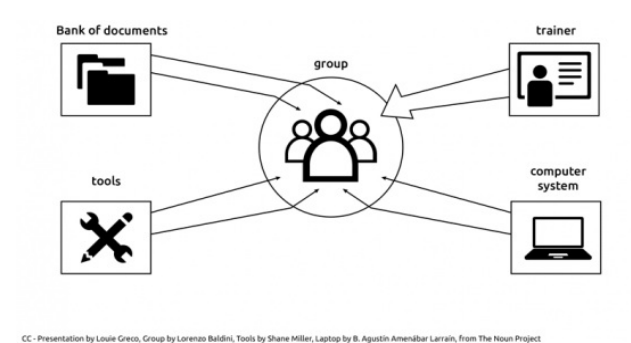 Bank of documents
trainer
group
tools
computer
system
CC - Presentation by Louie Greco, Group by Lorenzo Baldini, Tools by Shane Miller, Laptop by B. Agustín Amenábar Larraín, from The Noun Project